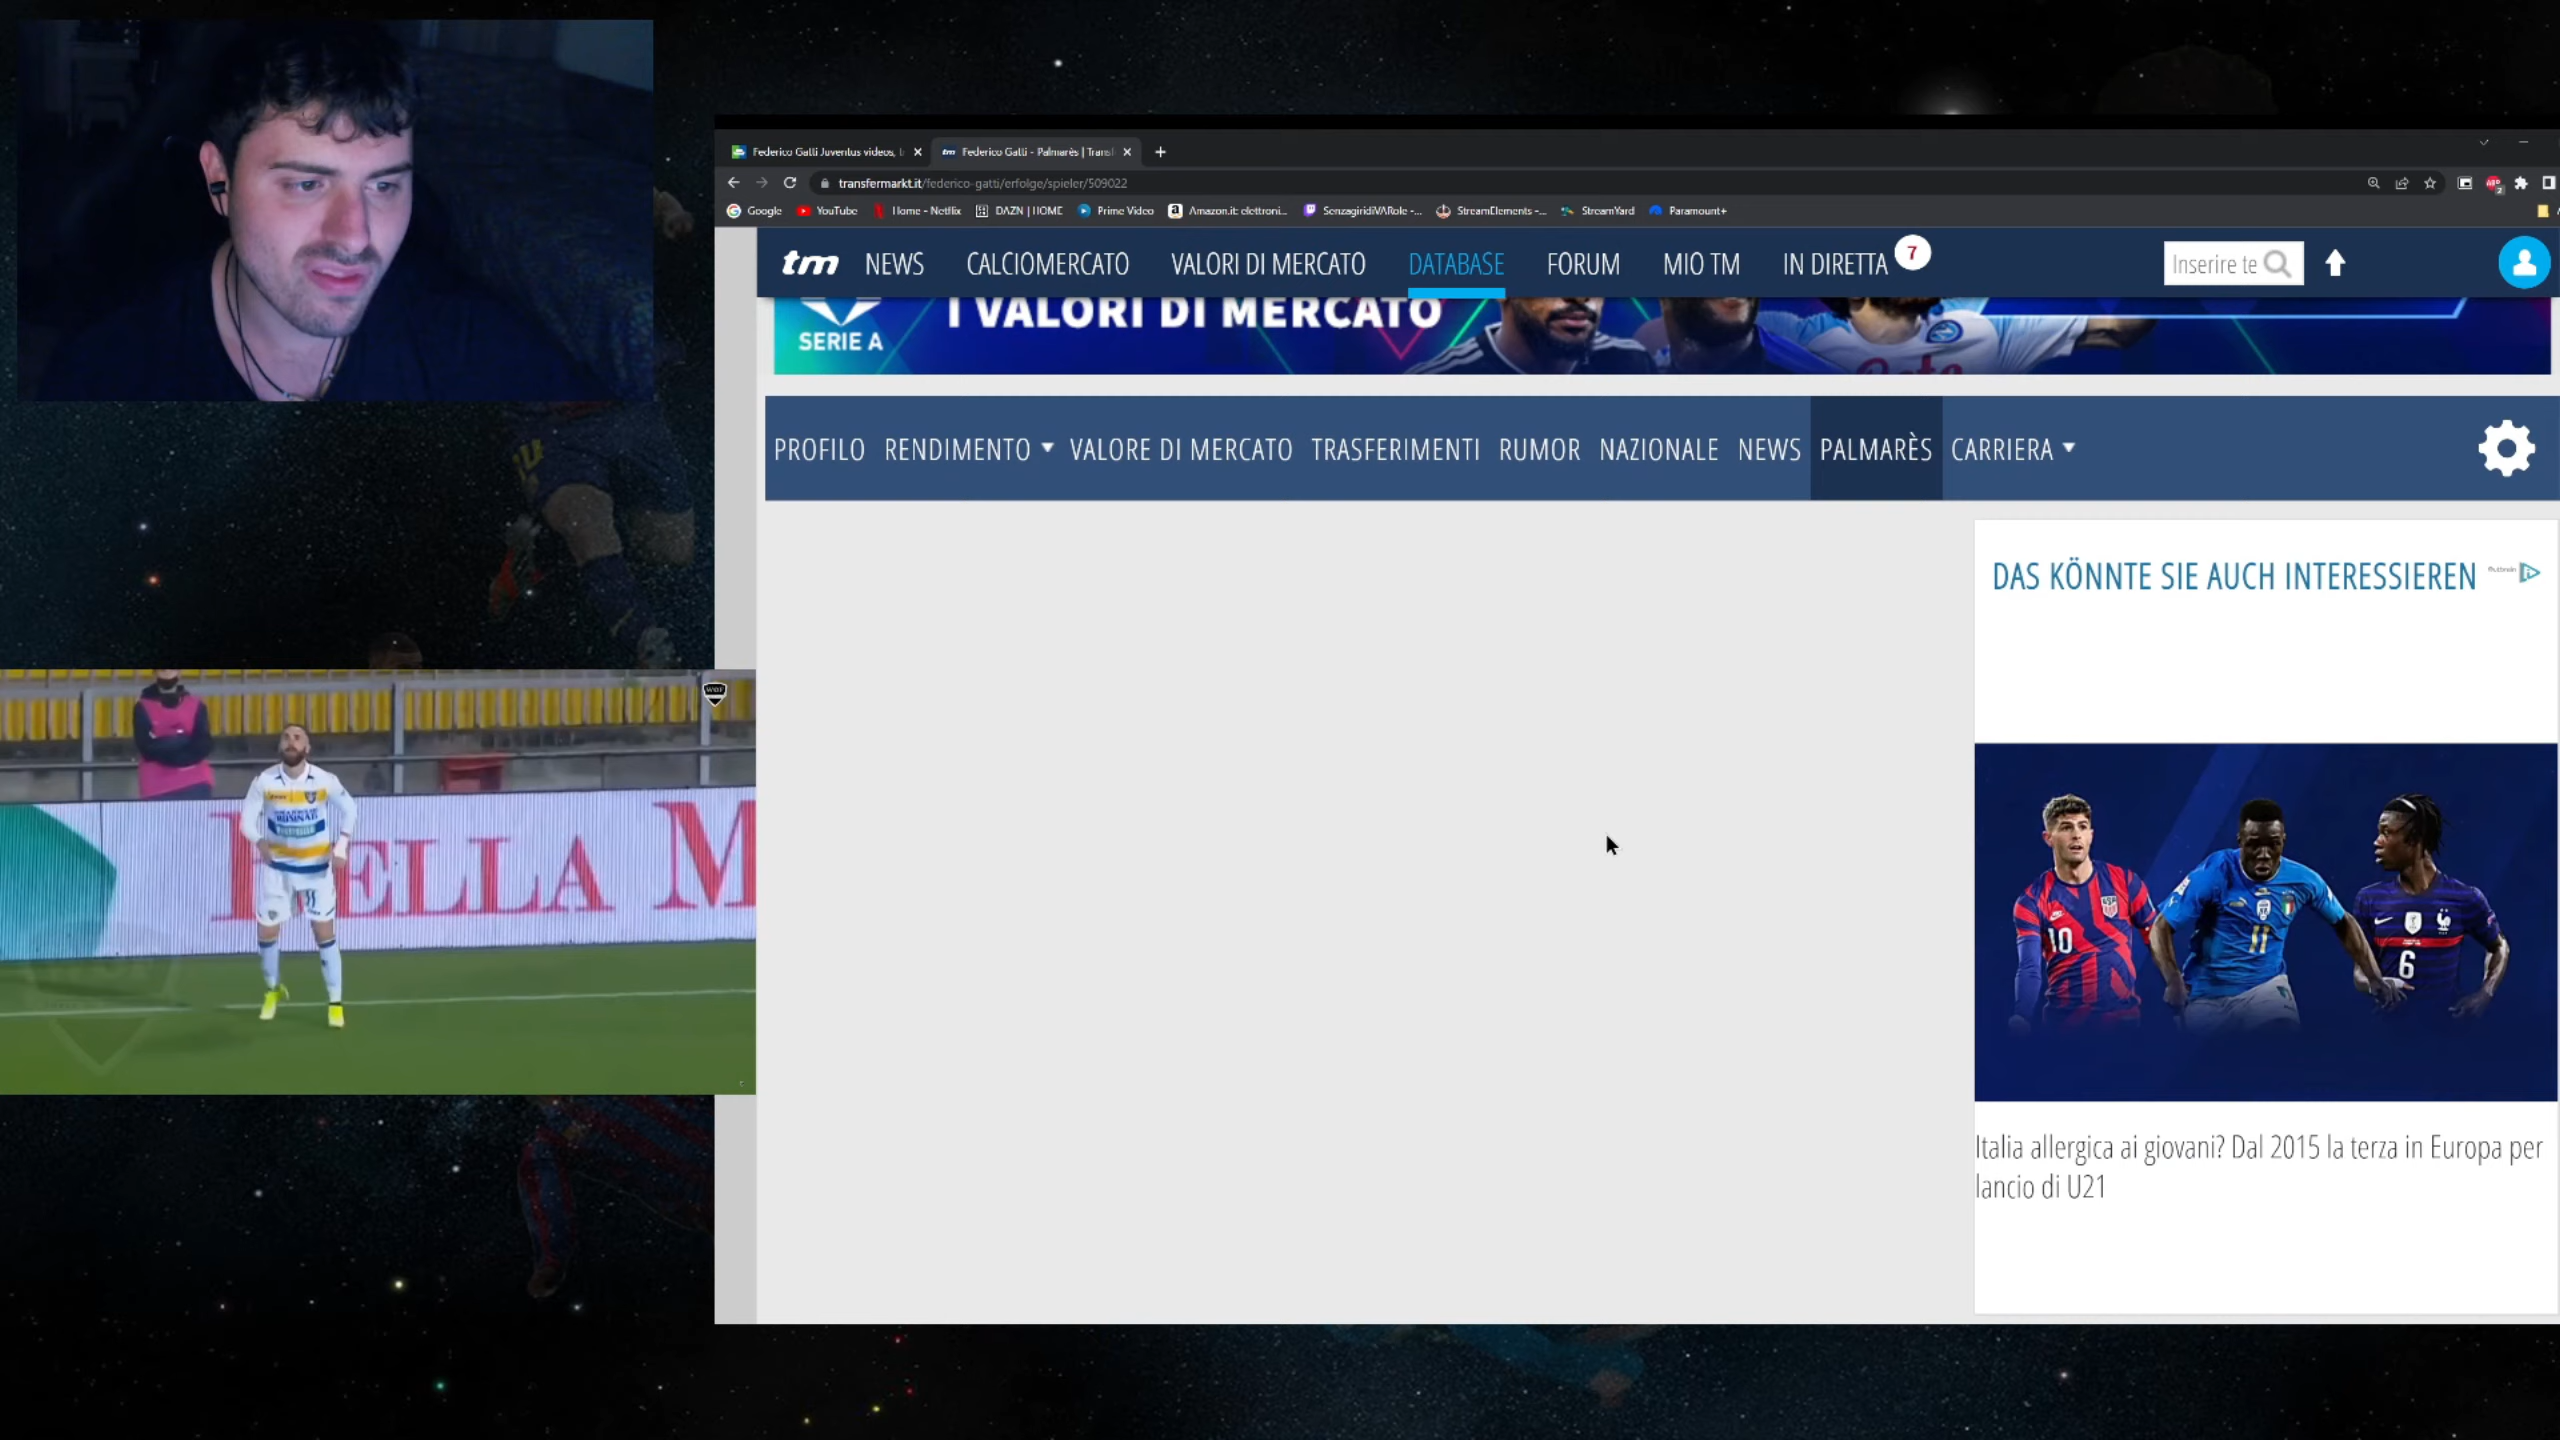 Federico Gatti Juventus videos,
Federico Gatti - Palmarès | Transf
transfermarkt.it/federico-gatti/erfolge/spieler/509022
Google
YouTube
Home - Netflix
DAZN | HOME
Prime Video
Amazon.it: elettroni...
SenzagiridiVARole -...
StreamElements -...
StreamYard
Paramount+
tm NEWS CALCIOMERCATO VALORI DI MERCATO DATABASE FORUM MIO TM IN DIRETTA 7 Inserire te
I VALORI DI MERCATO
SERIE A
PROFILO RENDIMENTO VALORE DI MERCATO TRASFERIMENTI RUMOR NAZIONALE NEWS PALMARÈS CARRIERA
DAS KÖNNTE SIE AUCH INTERESSIEREN
10
11
6
Italia allergica ai giovani? Dal 2015 la terza in Europa per
lancio di U21
WOF
BELLA M